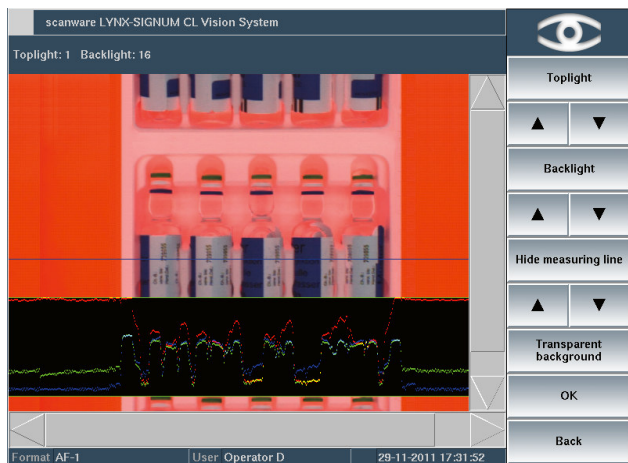 scanware LYNX-SIGNUM CL Vision System
Toplight: 1 Backlight: 16
Toplight
▲ ▼
Backlight
▲ ▼
Hide measuring line
▲ ▼
Transparent
background
OK
Back
Format AF-1 User Operator D 29-11-2011 17:31:52